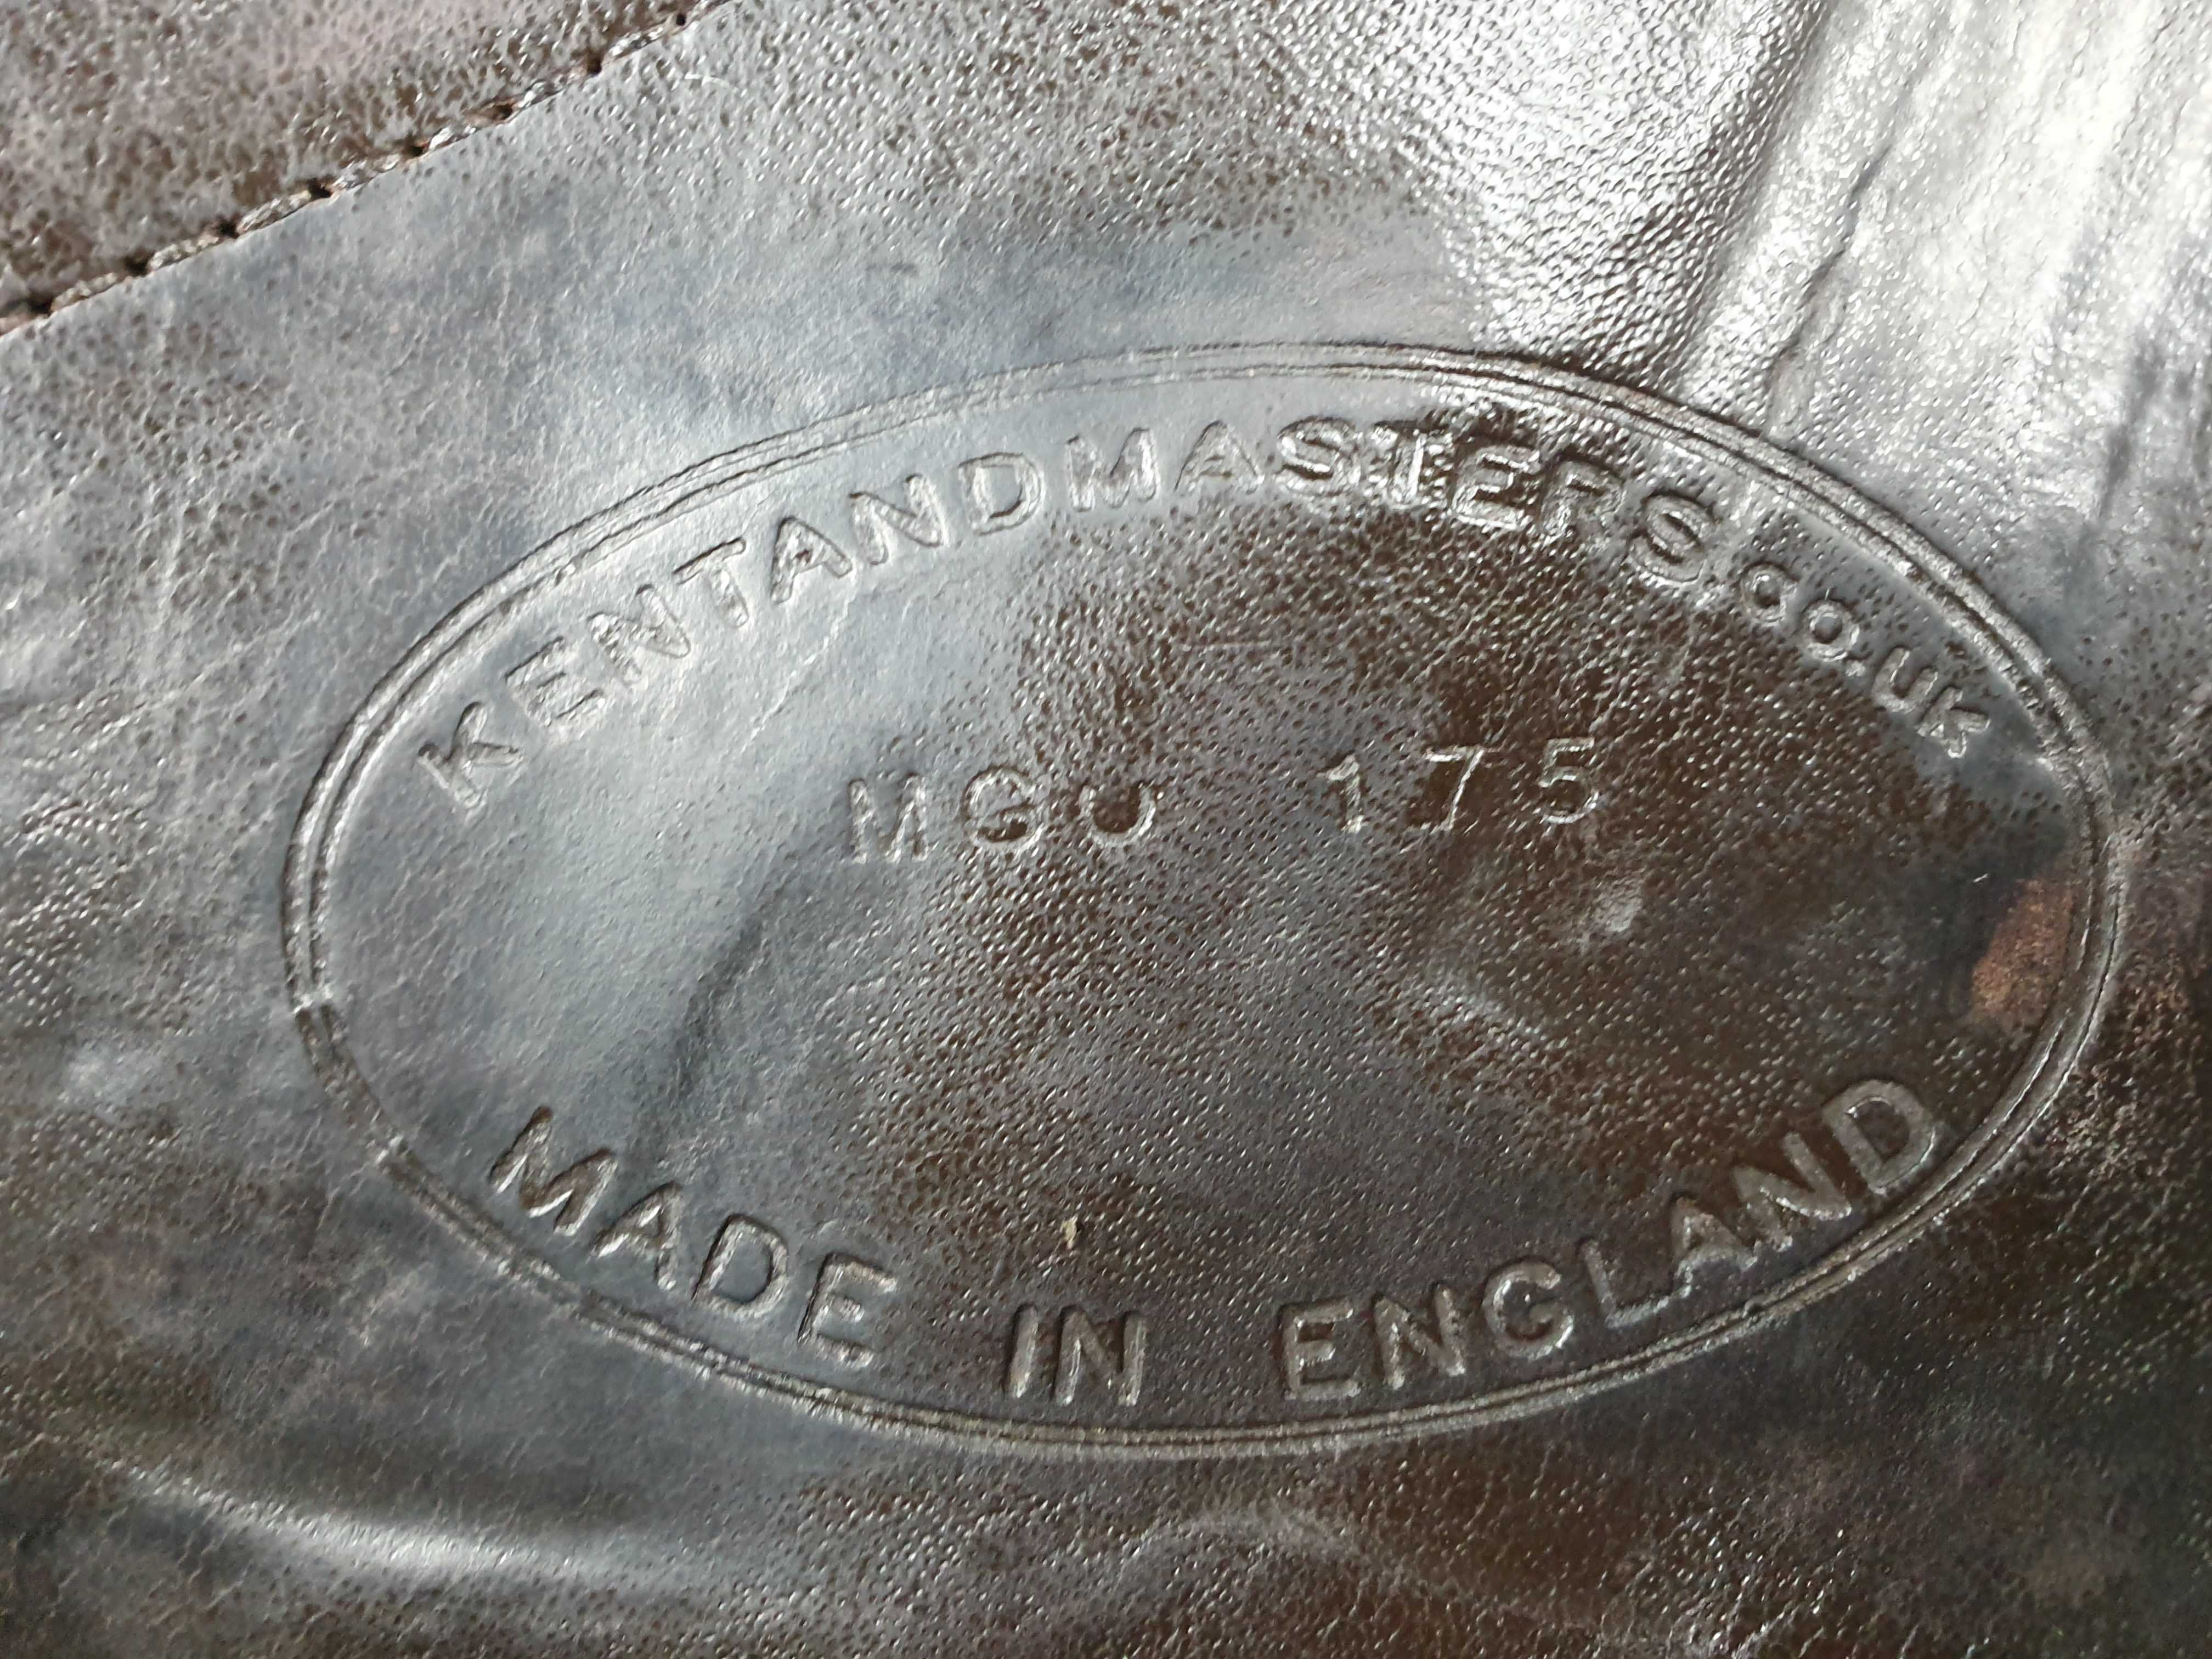 KENTANDMASTERS.co.uk
MGU 175
MADE IN ENGLAND